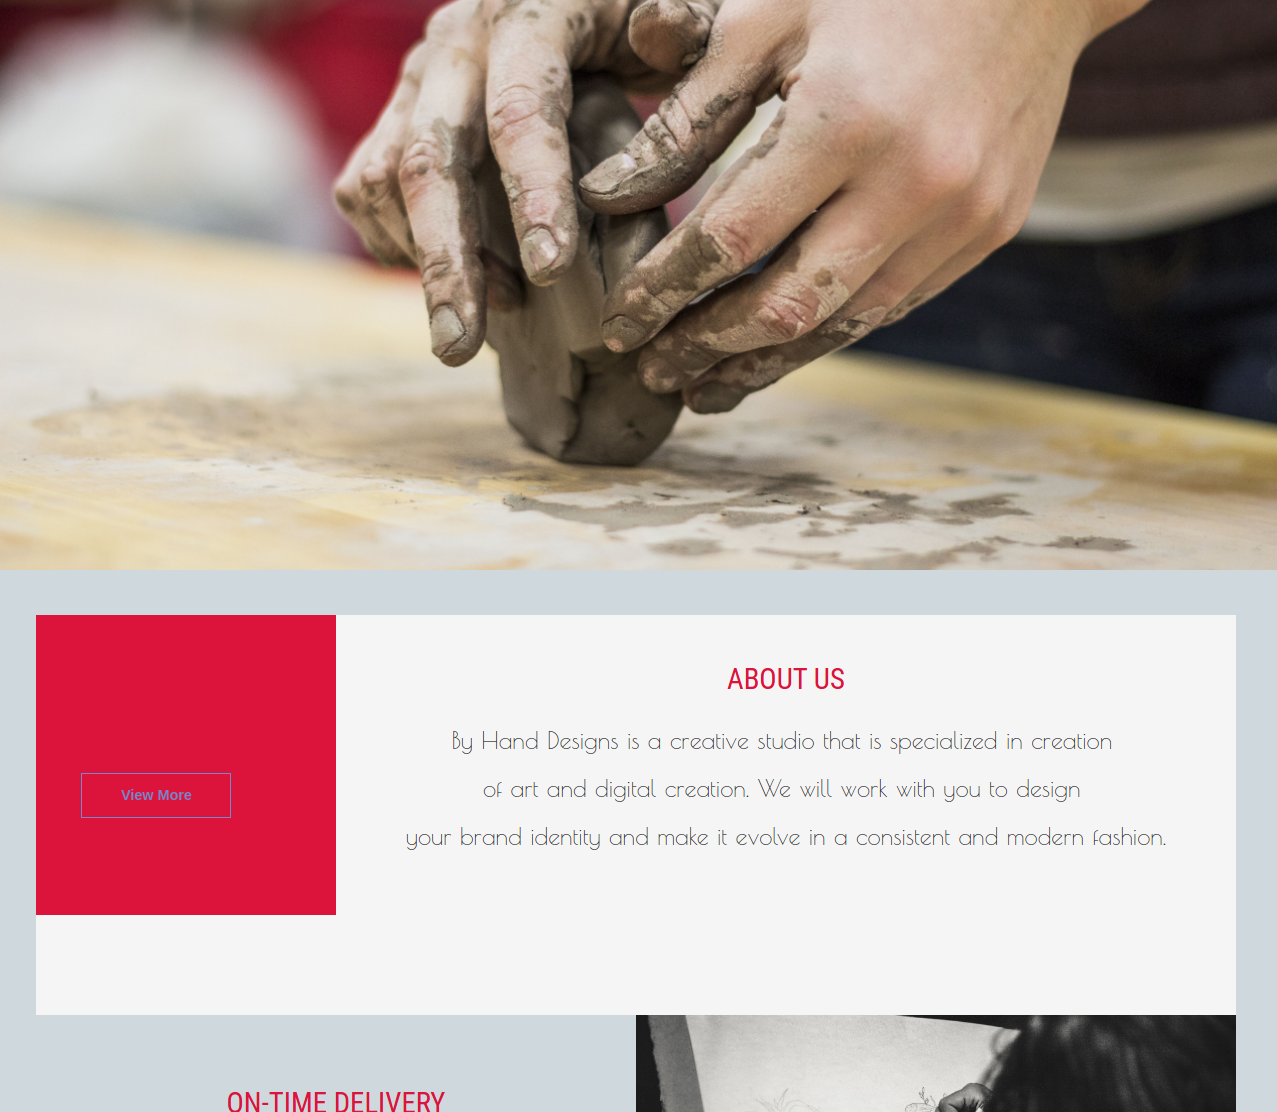 ABOUT US
By Hand Designs is a creative studio that is specialized in creation
of art and digital creation. We will work with you to design
your brand identity and make it evolve in a consistent and modern fashion.
View More
ON-TIME DELIVERY